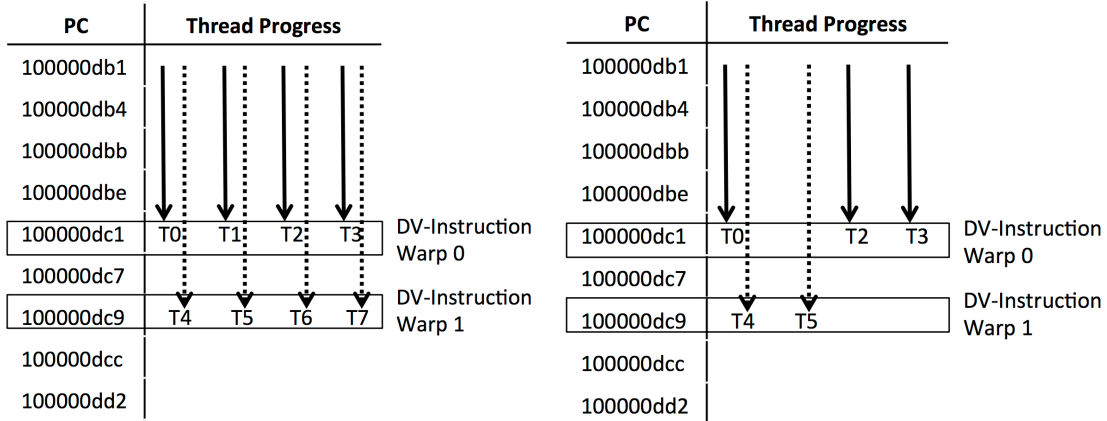 PC Thread Progress
100000db1
100000db4
100000dbb
100000dbe
100000dc1 T0 T1 T2 T3 DV-Instruction
Warp 0
100000dc7
100000dc9 T4 T5 T6 T7 DV-Instruction
Warp 1
100000dcc
100000dd2
PC Thread Progress
100000db1
100000db4
100000dbb
100000dbe
100000dc1 T0 T2 T3 DV-Instruction
Warp 0
100000dc7
100000dc9 T4 T5 DV-Instruction
Warp 1
100000dcc
100000dd2